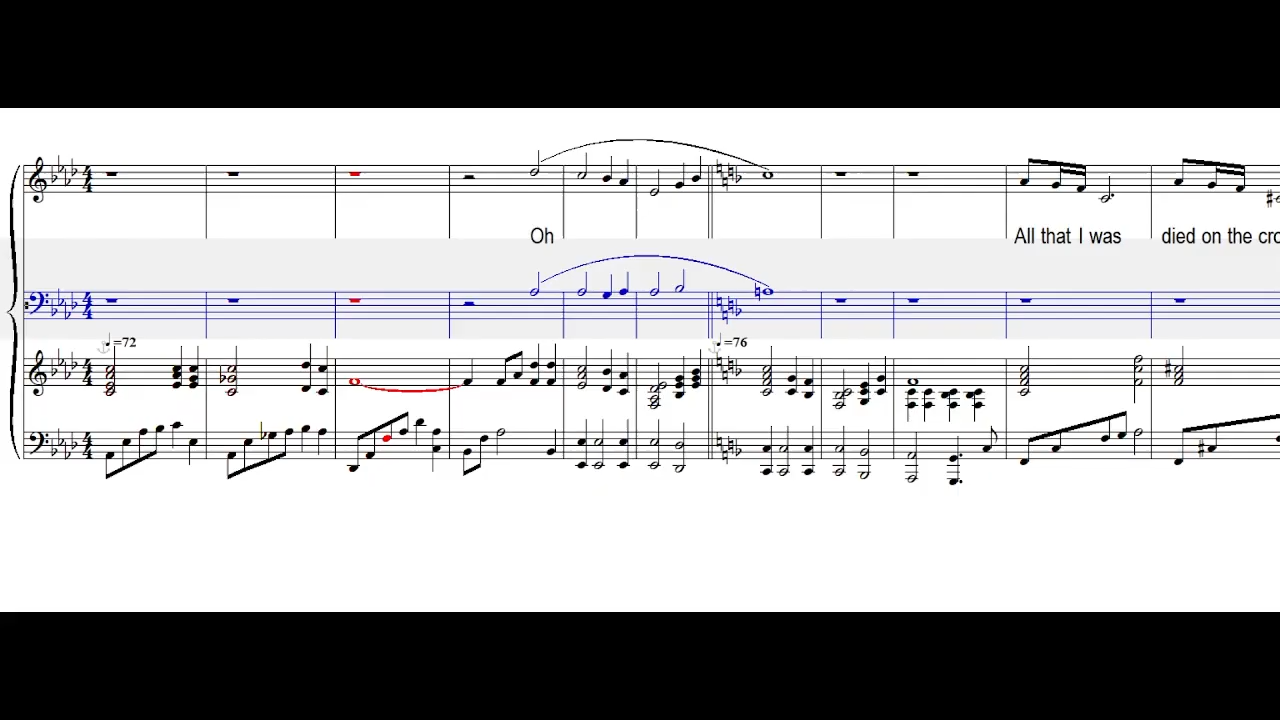 Oh
All that I was died on the cro
♩=72 ♩=76